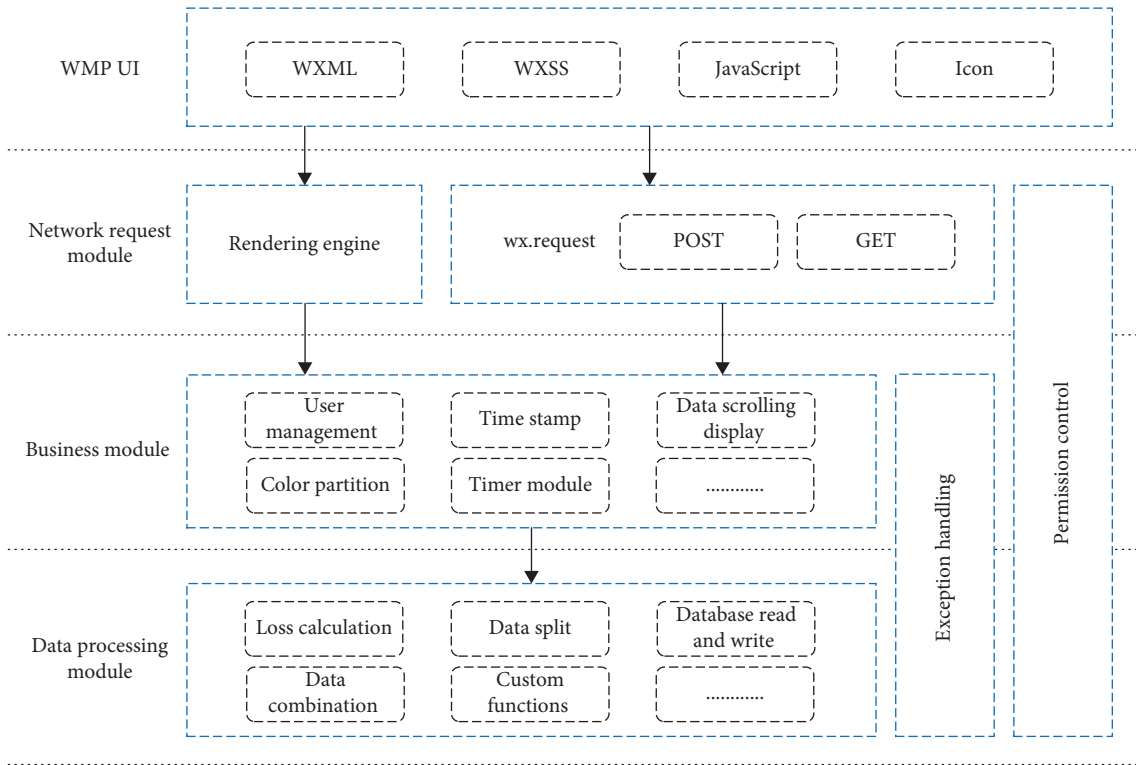 WMP UI
WXML
WXSS
JavaScript
Icon
Network request
module
Rendering engine
wx.request
POST
GET
Business module
User
management
Time stamp
Data scrolling
display
Color partition
Timer module
............
Data processing
module
Loss calculation
Data split
Database read
and write
Data
combination
Custom
functions
............
Exception handling
Permission control